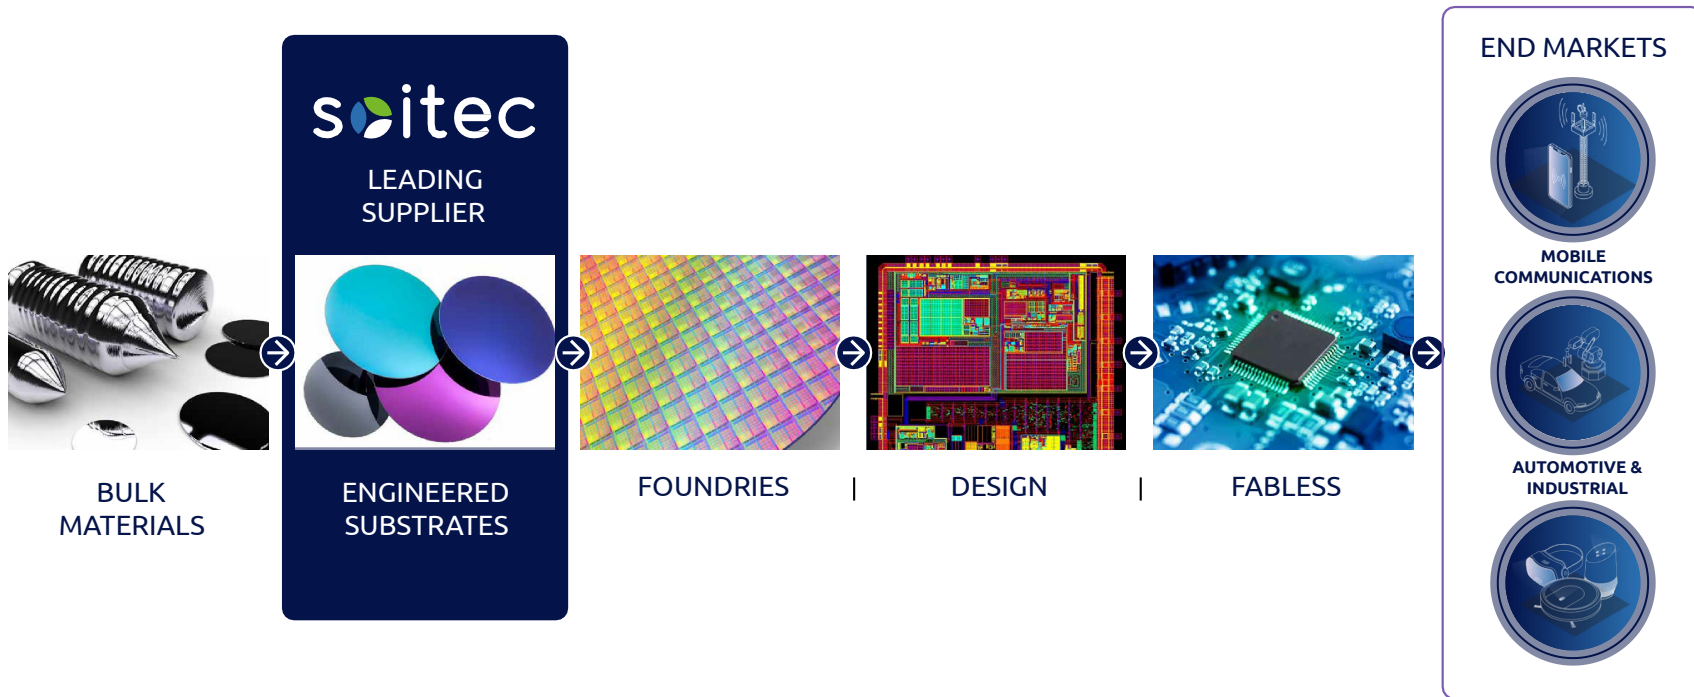 soitec
LEADING
SUPPLIER
BULK
MATERIALS
ENGINEERED
SUBSTRATES
FOUNDRIES
|
DESIGN
|
FABLESS
END MARKETS
MOBILE
COMMUNICATIONS
AUTOMOTIVE &
INDUSTRIAL